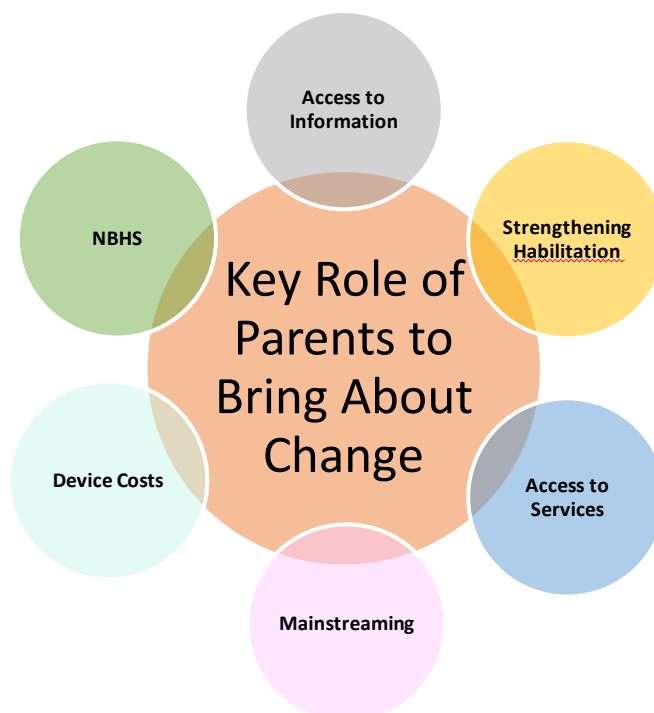 Access to
Information
Strengthening
Habilitation
NBHS
Key Role of
Parents to
Bring About
Change
Device Costs
Access to
Services
Mainstreaming